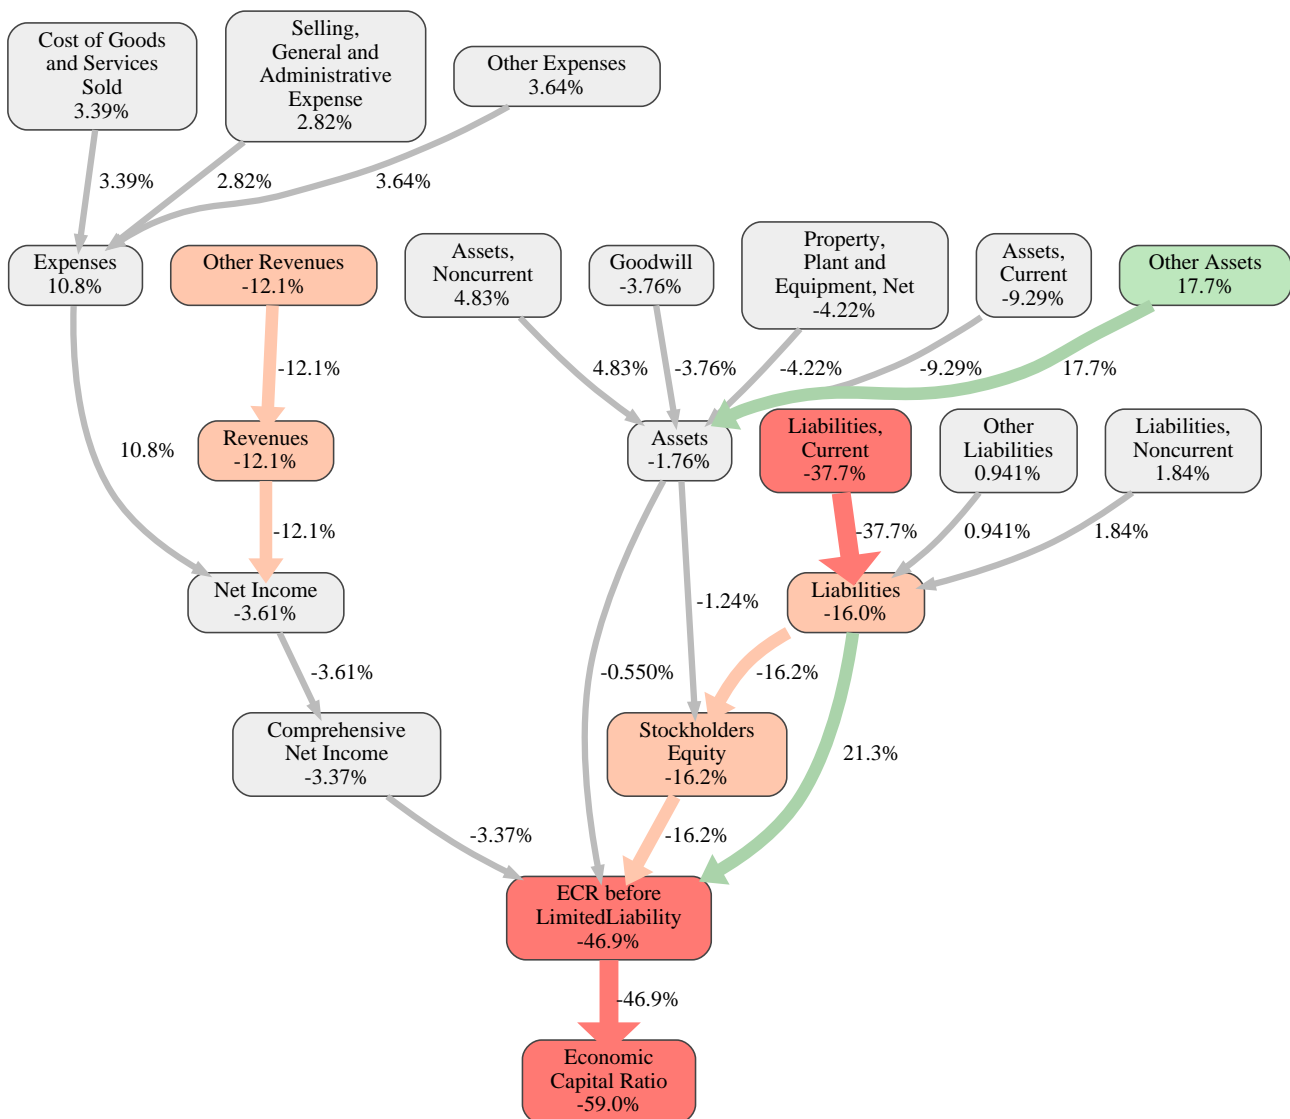 Cost of Goods
and Services
Sold
3.39%
Selling,
General and
Administrative
Expense
2.82%
Other Expenses
3.64%
3.39%
2.82%
3.64%
Expenses
10.8%
Other Revenues
-12.1%
Assets,
Noncurrent
4.83%
Goodwill
-3.76%
Property,
Plant and
Equipment, Net
-4.22%
Assets,
Current
-9.29%
Other Assets
17.7%
-12.1%
4.83%
-3.76%
-4.22%
-9.29%
17.7%
10.8%
Revenues
-12.1%
Assets
-1.76%
Liabilities,
Current
-37.7%
Other
Liabilities
0.941%
Liabilities,
Noncurrent
1.84%
-12.1%
-37.7%
0.941%
1.84%
Net Income
-3.61%
-1.24%
Liabilities
-16.0%
-3.61%
-0.550%
-16.2%
Comprehensive
Net Income
-3.37%
Stockholders
Equity
-16.2%
21.3%
-3.37%
-16.2%
ECR before
LimitedLiability
-46.9%
-46.9%
Economic
Capital Ratio
-59.0%